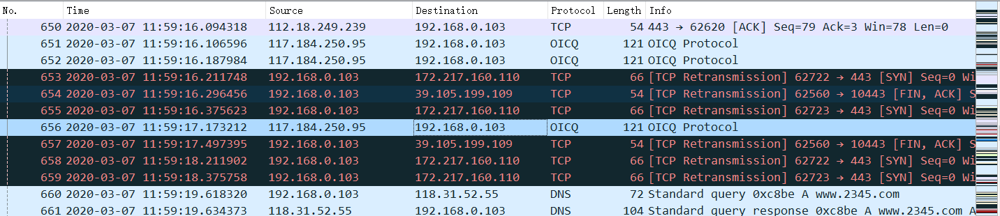 No. Time Source Destination Protocol Length Info
650 2020-03-07 11:59:16.094318 112.18.249.239 192.168.0.103 TCP 54 443 → 62620 [ACK] Seq=79 Ack=3 Win=78 Len=0
651 2020-03-07 11:59:16.106596 117.184.250.95 192.168.0.103 OICQ 121 OICQ Protocol
652 2020-03-07 11:59:16.187984 117.184.250.95 192.168.0.103 OICQ 121 OICQ Protocol
653 2020-03-07 11:59:16.211748 192.168.0.103 172.217.160.110 TCP 66 [TCP Retransmission] 62722 → 443 [SYN] Seq=0 Wi
654 2020-03-07 11:59:16.296456 192.168.0.103 39.105.199.109 TCP 54 [TCP Retransmission] 62560 → 10443 [FIN, ACK] S
655 2020-03-07 11:59:16.375623 192.168.0.103 172.217.160.110 TCP 66 [TCP Retransmission] 62723 → 443 [SYN] Seq=0 Wi
656 2020-03-07 11:59:17.173212 117.184.250.95 192.168.0.103 OICQ 121 OICQ Protocol
657 2020-03-07 11:59:17.497395 192.168.0.103 39.105.199.109 TCP 54 [TCP Retransmission] 62560 → 10443 [FIN, ACK] S
658 2020-03-07 11:59:18.211902 192.168.0.103 172.217.160.110 TCP 66 [TCP Retransmission] 62722 → 443 [SYN] Seq=0 Wi
659 2020-03-07 11:59:18.375758 192.168.0.103 172.217.160.110 TCP 66 [TCP Retransmission] 62723 → 443 [SYN] Seq=0 Wi
660 2020-03-07 11:59:19.618320 192.168.0.103 118.31.52.55 DNS 72 Standard query 0xc8be A www.2345.com
661 2020-03-07 11:59:19.634373 118.31.52.55 192.168.0.103 DNS 104 Standard query response 0xc8be A www.2345.com A